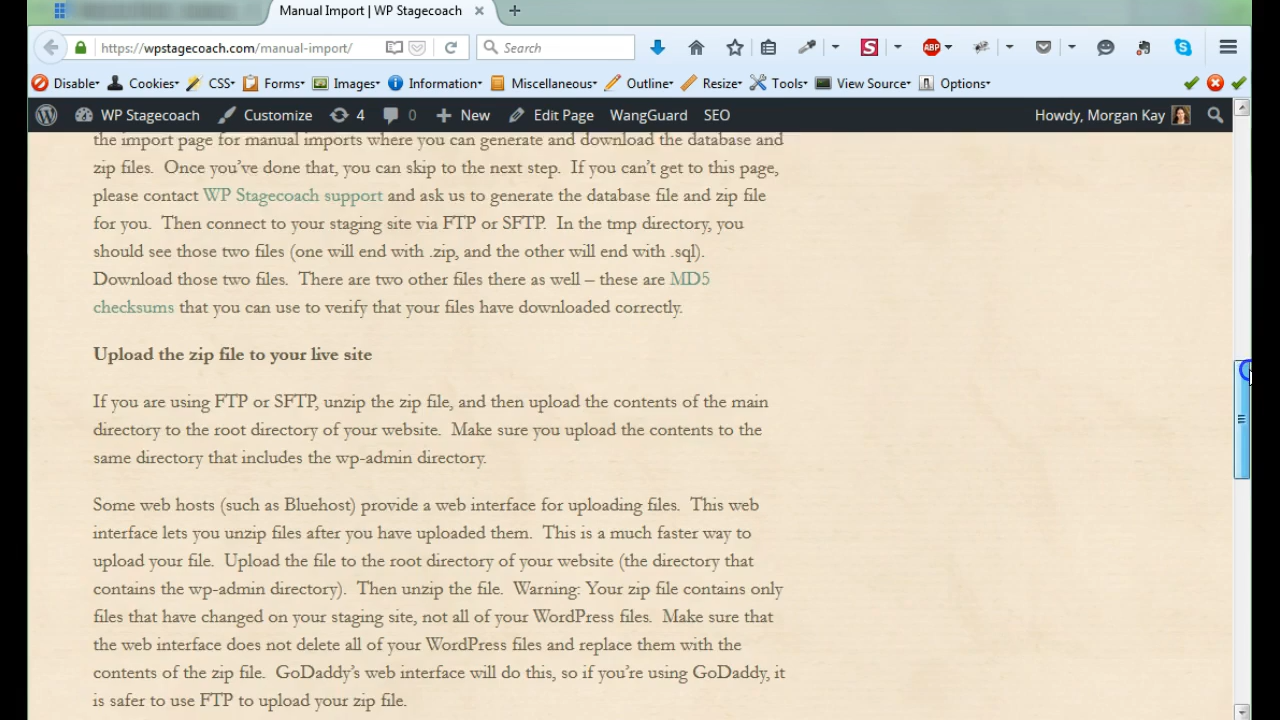 Manual Import | WP Stagecoach
https://wpstagecoach.com/manual-import/
Search
S
ABP
Disable
Cookies
CSS
Forms
Images
Information
Miscellaneous
Outline
Resize
Tools
View Source
Options
WP Stagecoach
Customize
4
0
New
Edit Page
WangGuard
SEO
Howdy, Morgan Kay
the import page for manual imports where you can generate and download the database and
zip files. Once you've done that, you can skip to the next step. If you can't get to this page,
please contact WP Stagecoach support and ask us to generate the database file and zip file
for you. Then connect to your staging site via FTP or SFTP. In the tmp directory, you
should see those two files (one will end with .zip, and the other will end with .sql).
Download those two files. There are two other files there as well – these are MD5
checksums that you can use to verify that your files have downloaded correctly.
Upload the zip file to your live site
If you are using FTP or SFTP, unzip the zip file, and then upload the contents of the main
directory to the root directory of your website. Make sure you upload the contents to the
same directory that includes the wp-admin directory.
Some web hosts (such as Bluehost) provide a web interface for uploading files. This web
interface lets you unzip files after you have uploaded them. This is a much faster way to
upload your file. Upload the file to the root directory of your website (the directory that
contains the wp-admin directory). Then unzip the file. Warning: Your zip file contains only
files that have changed on your staging site, not all of your WordPress files. Make sure that
the web interface does not delete all of your WordPress files and replace them with the
contents of the zip file. GoDaddy's web interface will do this, so if you're using GoDaddy, it
is safer to use FTP to upload your zip file.